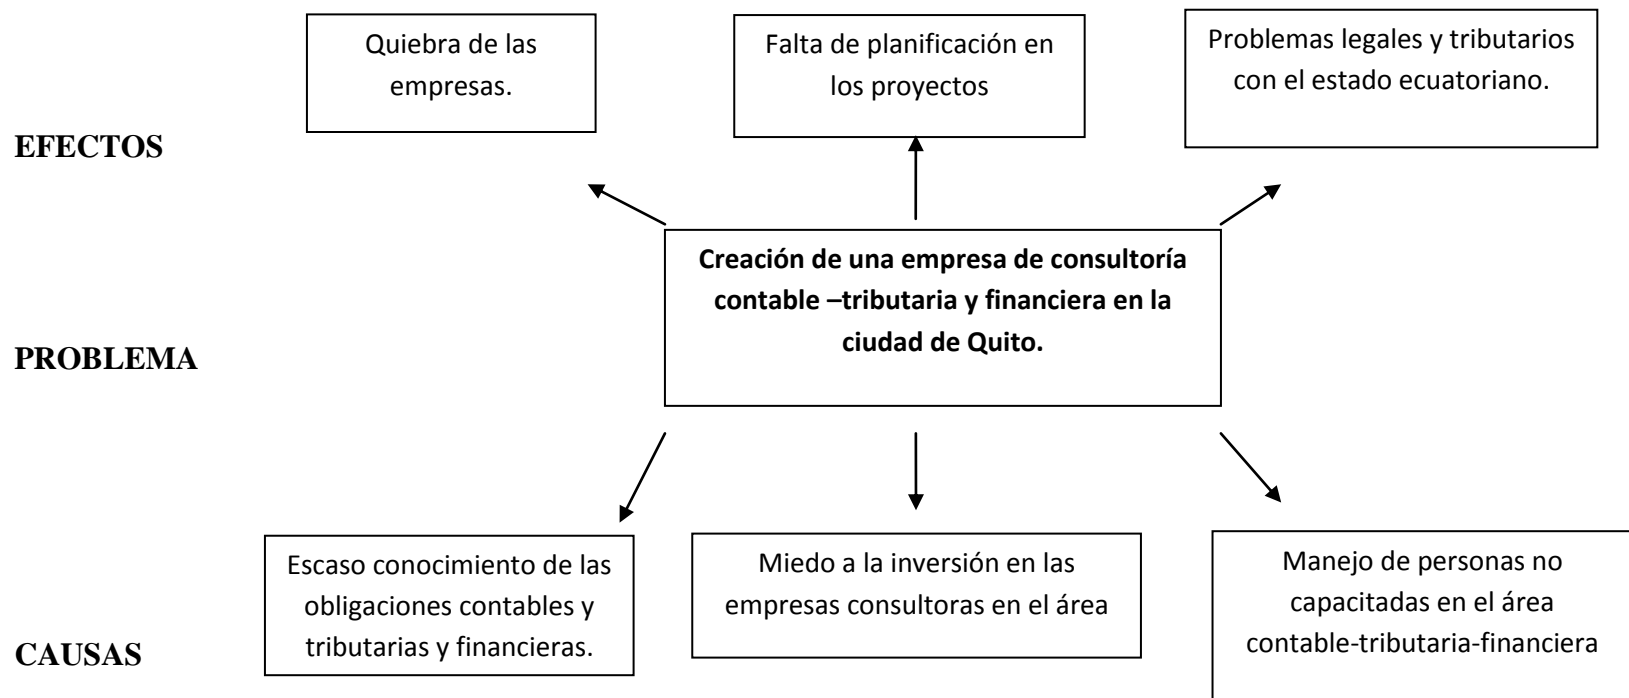 Quiebra de las
empresas.
Falta de planificación en
los proyectos
Problemas legales y tributarios
con el estado ecuatoriano.
EFECTOS
Creación de una empresa de consultoría
contable –tributaria y financiera en la
ciudad de Quito.
PROBLEMA
Escaso conocimiento de las
obligaciones contables y
tributarias y financieras.
Miedo a la inversión en las
empresas consultoras en el área
Manejo de personas no
capacitadas en el área
contable-tributaria-financiera
CAUSAS